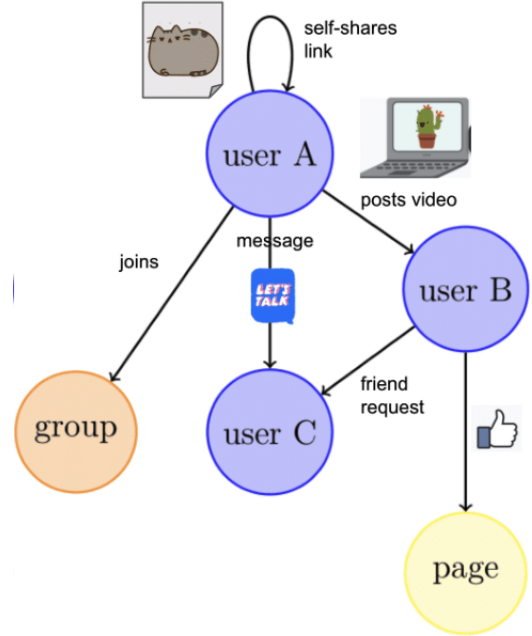 self-shares
link
user A
posts video
message
joins
LET'S
TALK
user B
friend
request
group
user C
page